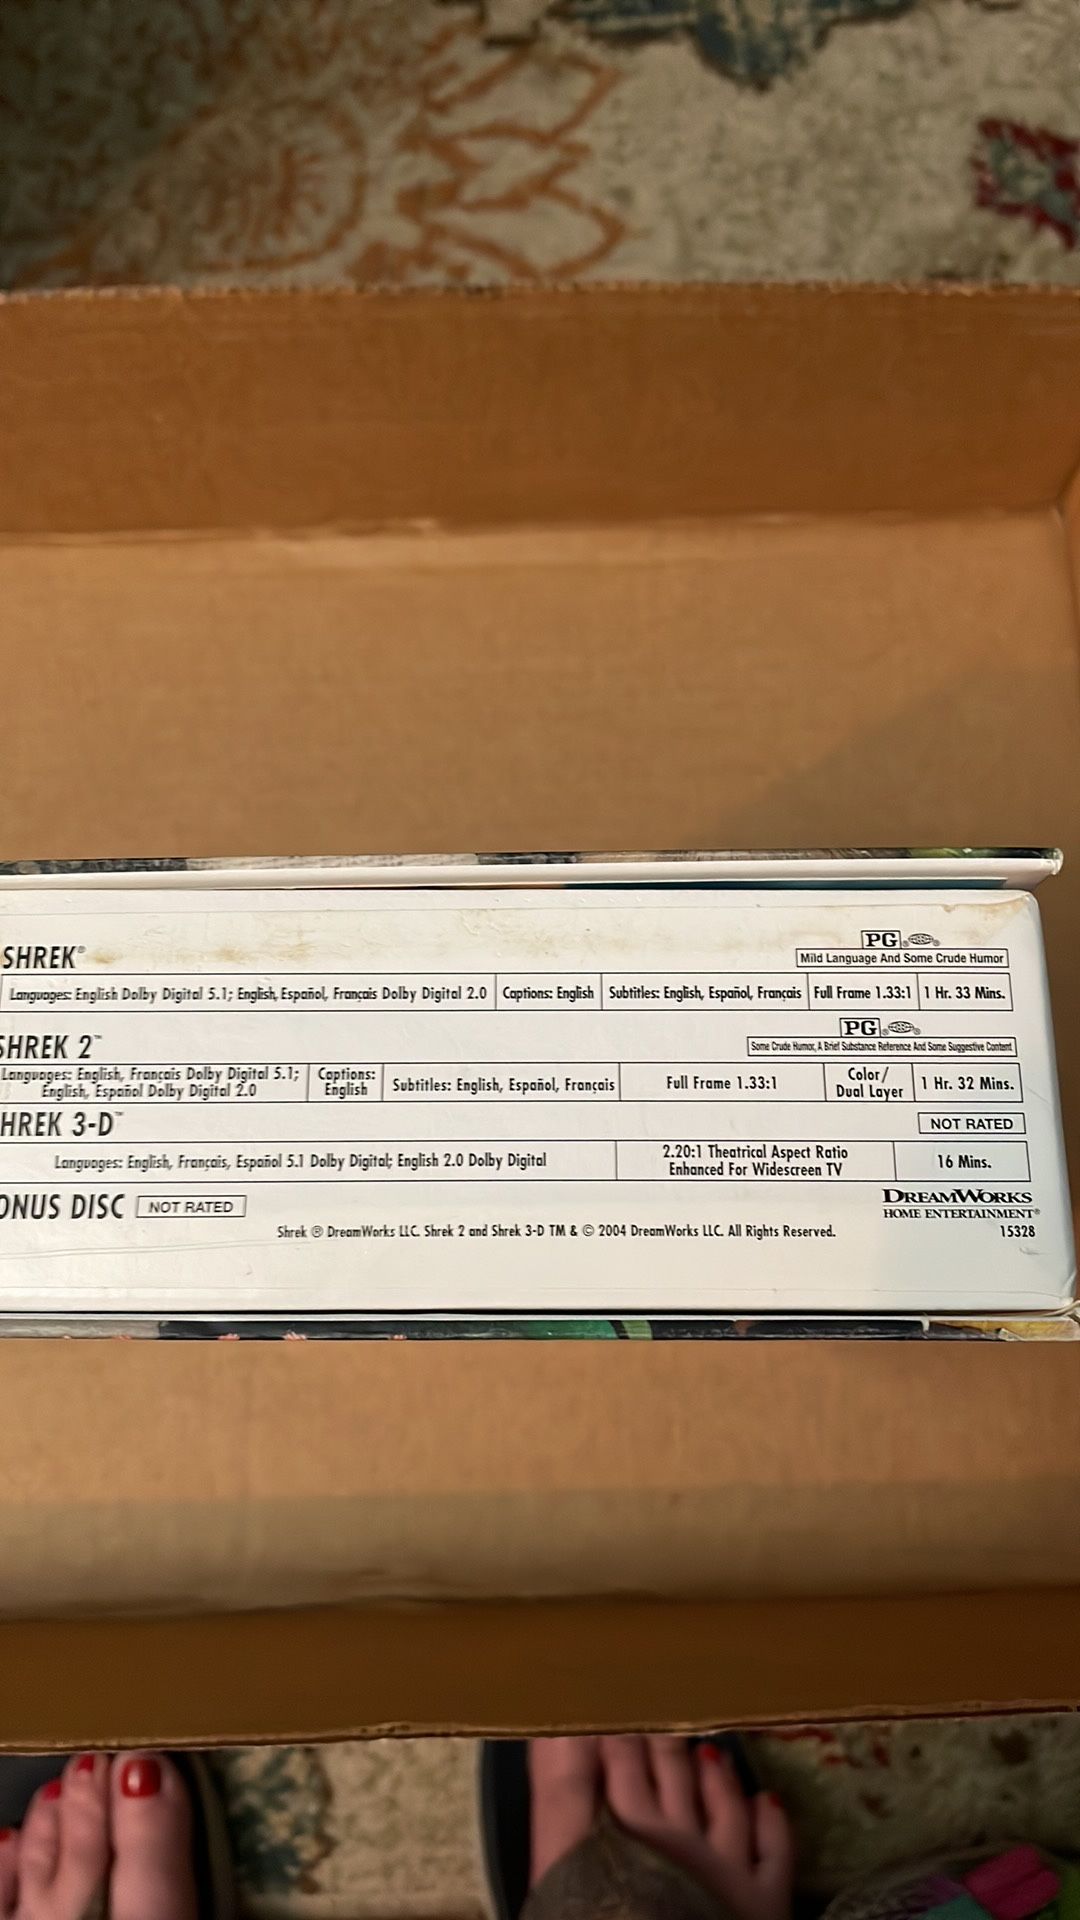 SHREK®
PG
Mild Language And Some Crude Humor
Languages: English Dolby Digital 5.1; English, Español, Français Dolby Digital 2.0
Captions: English
Subtitles: English, Español, Français
Full Frame 1.33:1
1 Hr. 33 Mins.
SHREK 2™
PG
Some Crude Humor, A Brief Substance Reference And Some Suggestive Content
Languages: English, Français Dolby Digital 5.1;
English, Español Dolby Digital 2.0
Captions:
English
Subtitles: English, Español, Français
Full Frame 1.33:1
Color/
Dual Layer
1 Hr. 32 Mins.
HREK 3-D™
NOT RATED
Languages: English, Français, Español 5.1 Dolby Digital; English 2.0 Dolby Digital
2.20:1 Theatrical Aspect Ratio
Enhanced For Widescreen TV
16 Mins.
ONUS DISC NOT RATED
DREAMWORKS
HOME ENTERTAINMENT®
Shrek ® DreamWorks LLC. Shrek 2 and Shrek 3-D TM & © 2004 DreamWorks LLC. All Rights Reserved.
15328